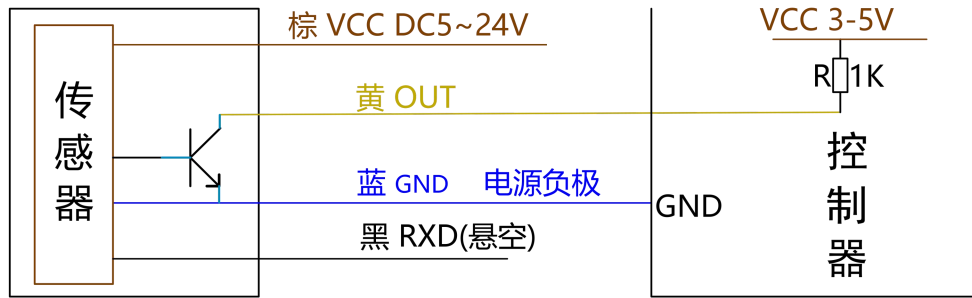 棕 VCC DC5~24V
VCC 3-5V
R 1K
黄 OUT
传感器
控制器
蓝 GND 电源负极
GND
黑 RXD(悬空)